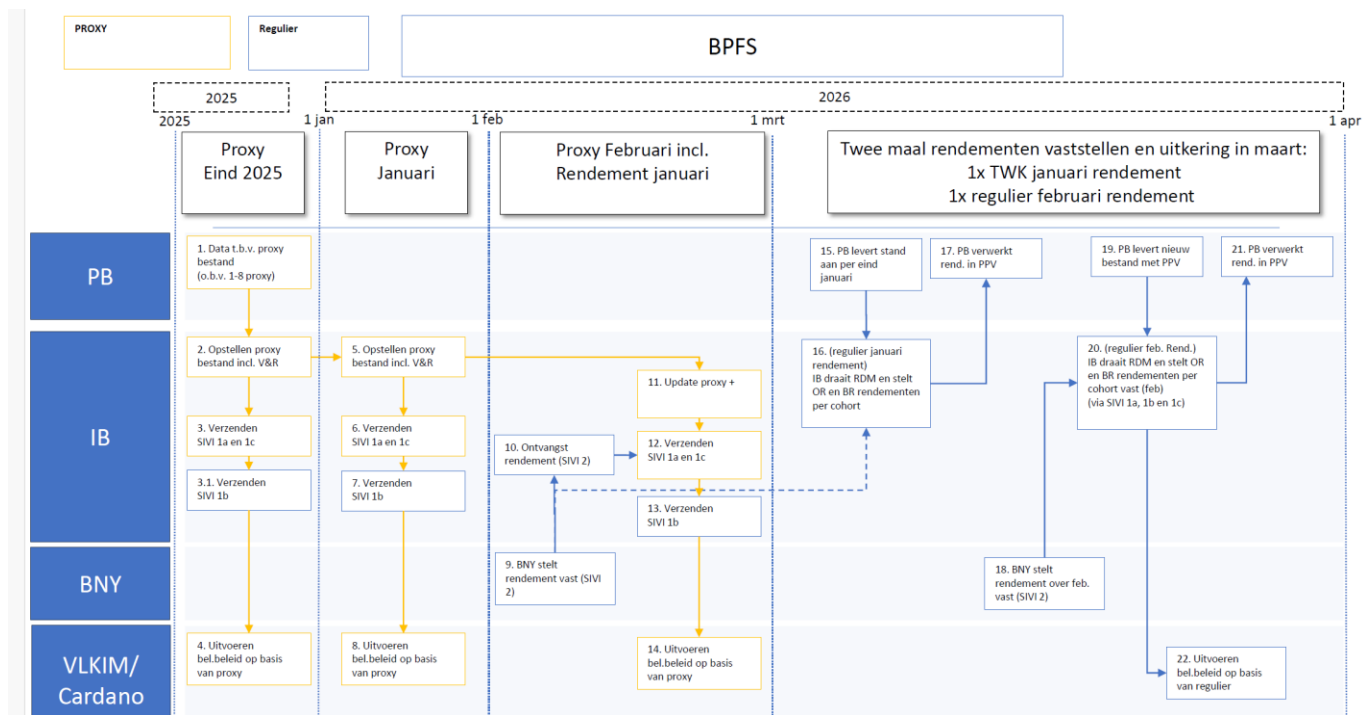 PROXY
Regulier
BPFS
2025
2026
2025
1 jan
1 feb
1 mrt
1 apr
Proxy
Eind 2025
Proxy
Januari
Proxy Februari incl.
Rendement januari
Twee maal rendementen vaststellen en uitkering in maart:
1x TWK januari rendement
1x regulier februari rendement
PB
1. Data t.b.v. proxy
bestand
(o.b.v. 1-8 proxy)
15. PB levert stand
aan per eind
januari
17. PB verwerkt
rend. in PPV
19. PB levert nieuw
bestand met PPV
21. PB verwerkt
rend. in PPV
IB
2. Opstellen proxy
bestand incl. V&R
5. Opstellen proxy
bestand incl. V&R
11. Update proxy +
16. (regulier januari
rendement)
IB draait RDM en stelt
OR en BR rendementen
per cohort
20. (regulier feb. Rend.)
IB draait RDM en stelt OR
en BR rendementen per
cohort vast (feb)
(via SIVI 1a, 1b en 1c)
3. Verzenden
SIVI 1a en 1c
6. Verzenden
SIVI 1a en 1c
10. Ontvangst
rendement (SIVI 2)
12. Verzenden
SIVI 1a en 1c
3.1. Verzenden
SIVI 1b
7. Verzenden
SIVI 1b
13. Verzenden
SIVI 1b
BNY
9. BNY stelt
rendement vast (SIVI
2)
18. BNY stelt
rendement over feb.
vast (SIVI 2)
VLKIM/
Cardano
4. Uitvoeren
bel.beleid op basis
van proxy
8. Uitvoeren
bel.beleid op basis
van proxy
14. Uitvoeren
bel.beleid op basis
van proxy
22. Uitvoeren
bel.beleid op basis
van regulier